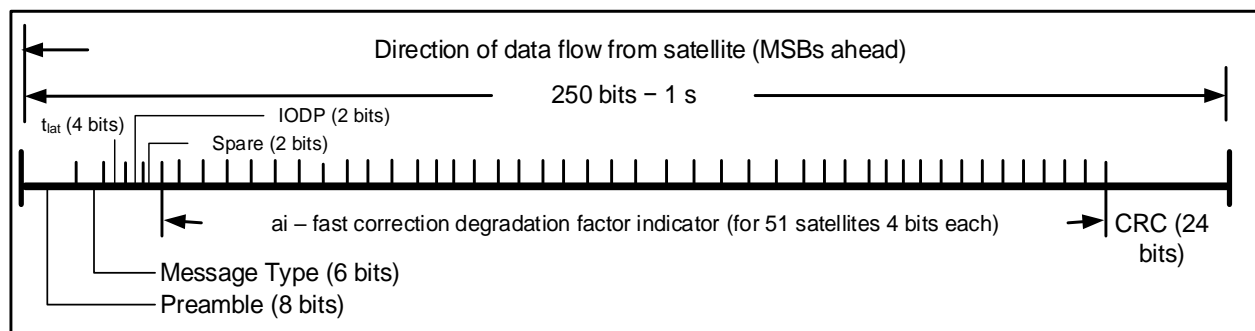 Direction of data flow from satellite (MSBs ahead)
250 bits – 1 s
IODP (2 bits)
tlat (4 bits)
Spare (2 bits)
ai – fast correction degradation factor indicator (for 51 satellites 4 bits each)
CRC (24
bits)
Message Type (6 bits)
Preamble (8 bits)